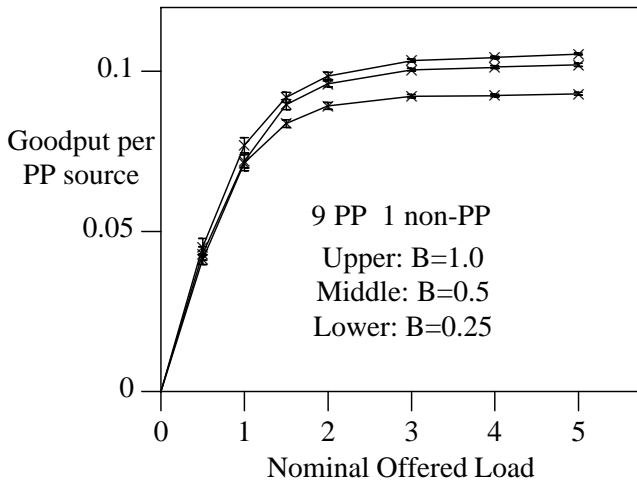 0.1
Goodput per
PP source
0.05
9 PP 1 non-PP
Upper: B=1.0
Middle: B=0.5
Lower: B=0.25
0
0 1 2 3 4 5
Nominal Offered Load